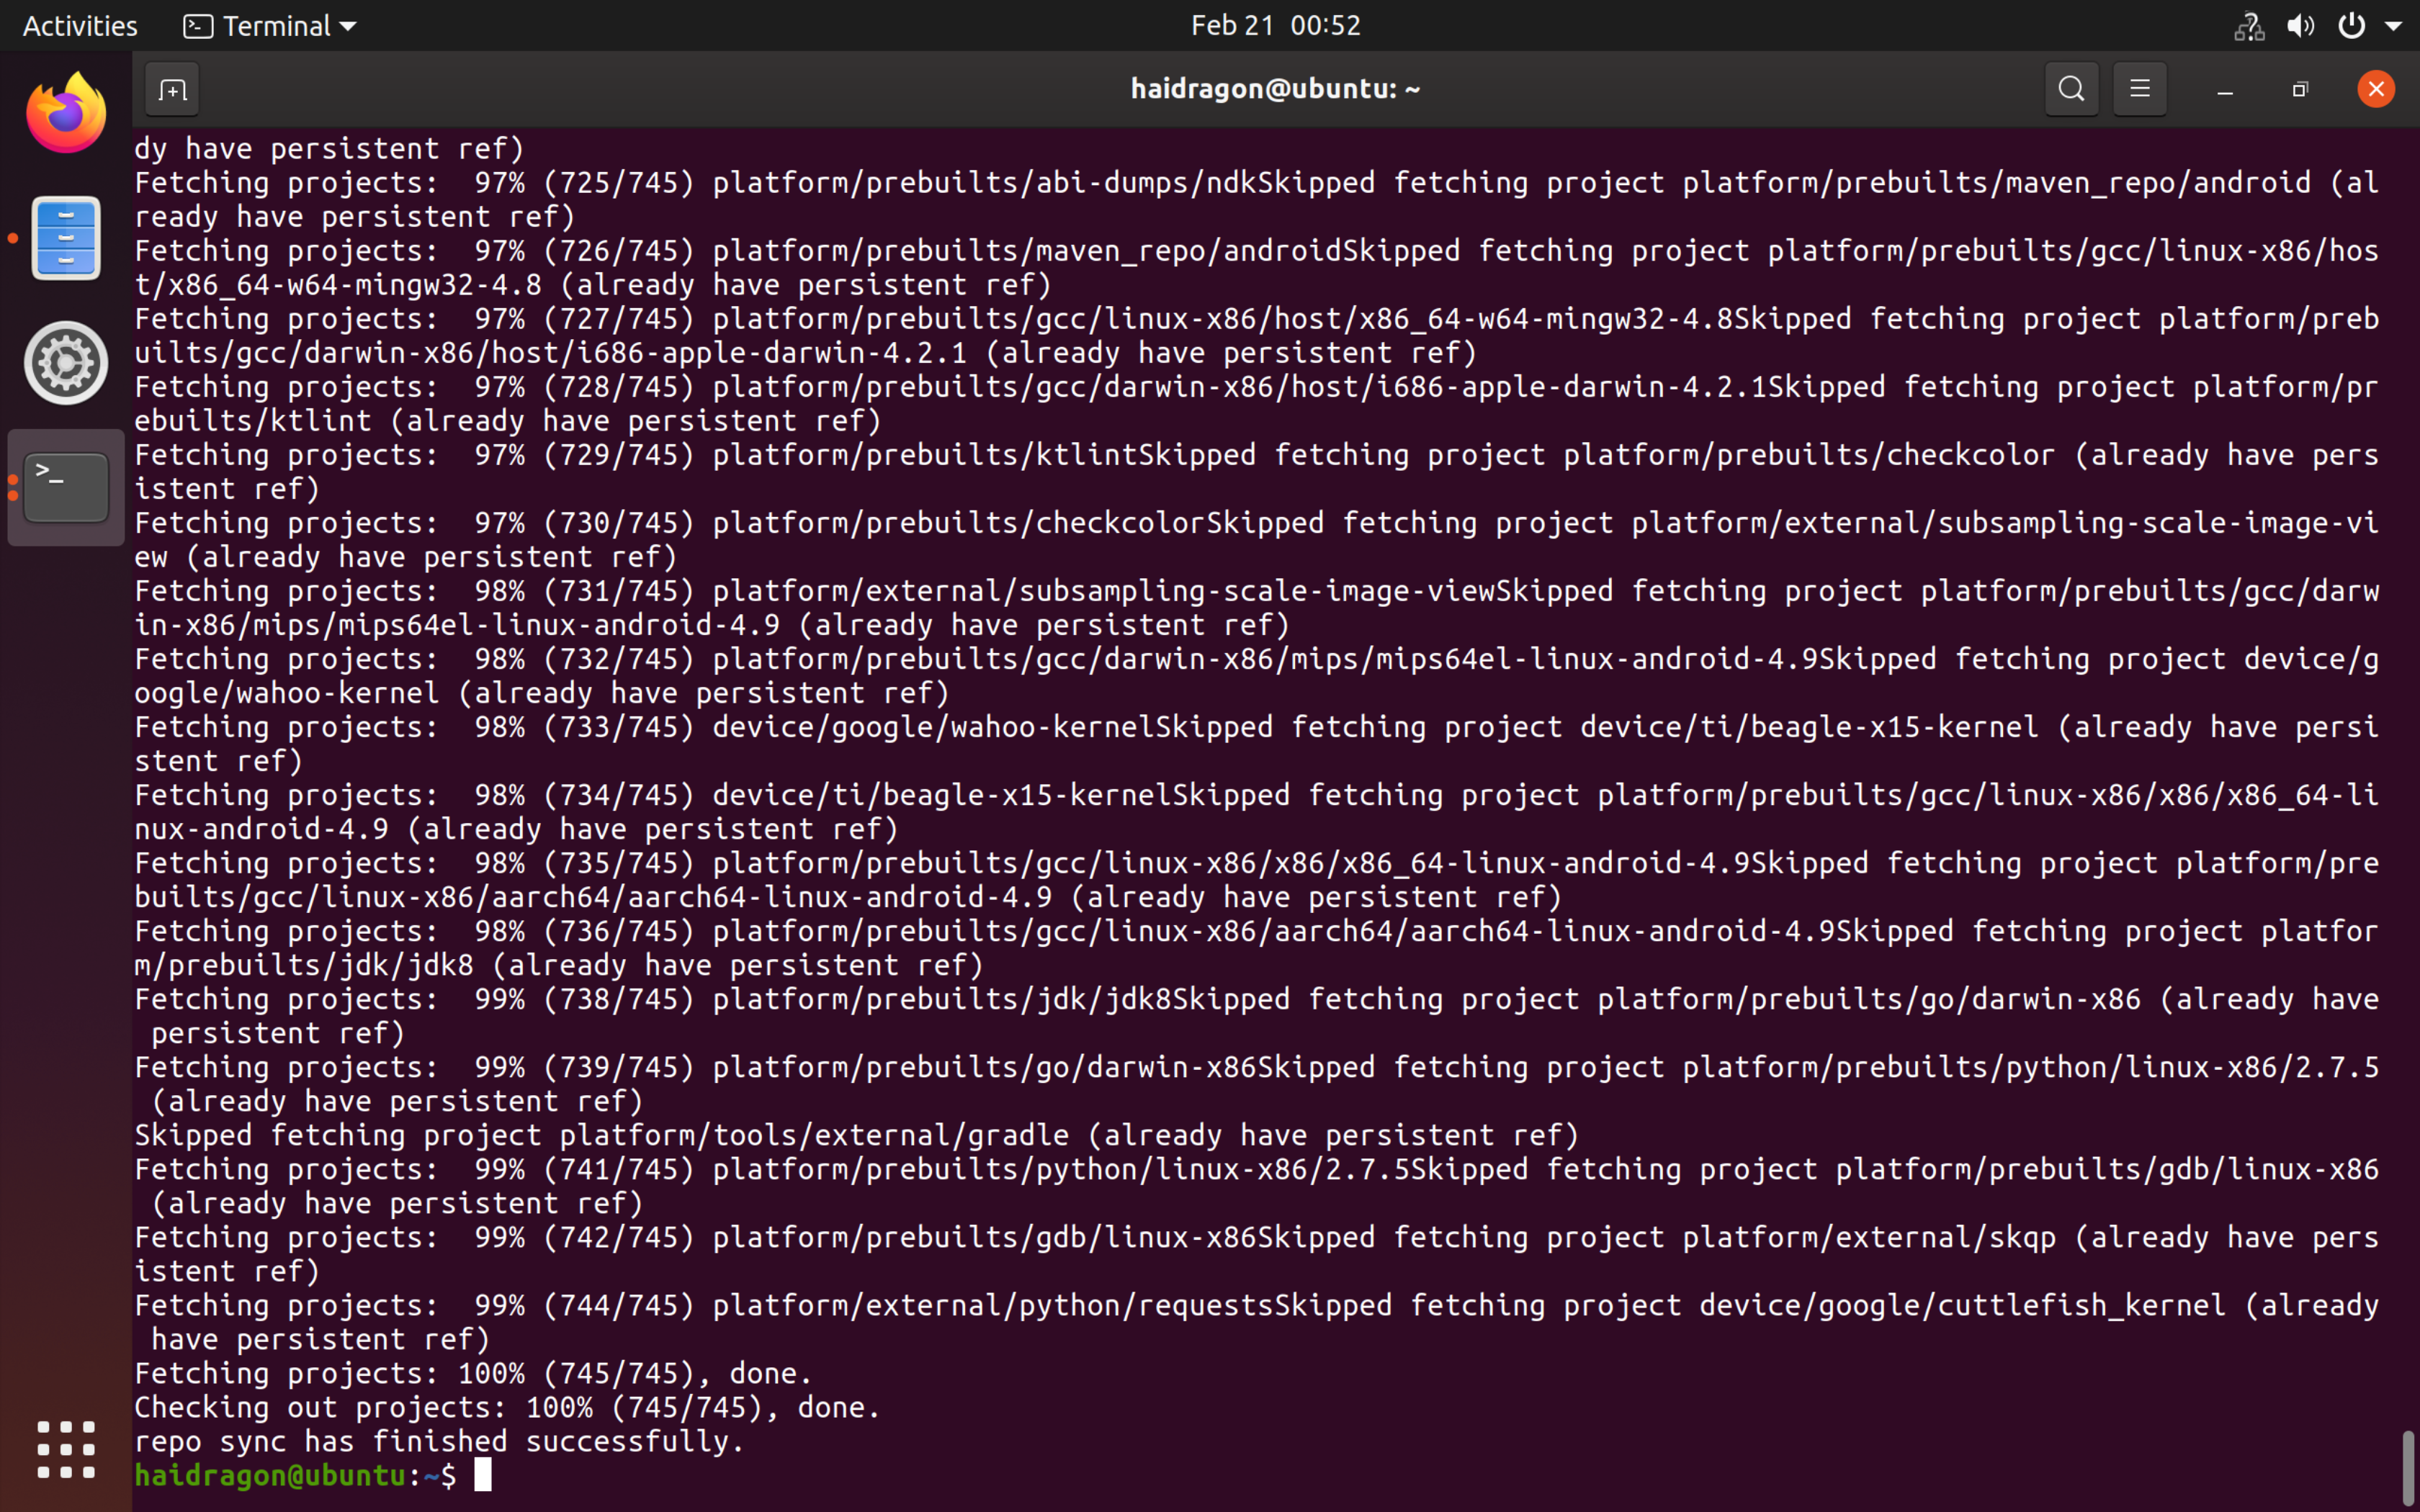 Activities
Terminal
Feb 21 00:52
haidragon@ubuntu: ~
dy have persistent ref)
Fetching projects:  97% (725/745) platform/prebuilts/abi-dumps/ndkSkipped fetching project platform/prebuilts/maven_repo/android (al
ready have persistent ref)
Fetching projects:  97% (726/745) platform/prebuilts/maven_repo/androidSkipped fetching project platform/prebuilts/gcc/linux-x86/hos
t/x86_64-w64-mingw32-4.8 (already have persistent ref)
Fetching projects:  97% (727/745) platform/prebuilts/gcc/linux-x86/host/x86_64-w64-mingw32-4.8Skipped fetching project platform/preb
uilts/gcc/darwin-x86/host/i686-apple-darwin-4.2.1 (already have persistent ref)
Fetching projects:  97% (728/745) platform/prebuilts/gcc/darwin-x86/host/i686-apple-darwin-4.2.1Skipped fetching project platform/pr
ebuilts/ktlint (already have persistent ref)
Fetching projects:  97% (729/745) platform/prebuilts/ktlintSkipped fetching project platform/prebuilts/checkcolor (already have pers
istent ref)
Fetching projects:  97% (730/745) platform/prebuilts/checkcolorSkipped fetching project platform/external/subsampling-scale-image-vi
ew (already have persistent ref)
Fetching projects:  98% (731/745) platform/external/subsampling-scale-image-viewSkipped fetching project platform/prebuilts/gcc/darw
in-x86/mips/mips64el-linux-android-4.9 (already have persistent ref)
Fetching projects:  98% (732/745) platform/prebuilts/gcc/darwin-x86/mips/mips64el-linux-android-4.9Skipped fetching project device/g
oogle/wahoo-kernel (already have persistent ref)
Fetching projects:  98% (733/745) device/google/wahoo-kernelSkipped fetching project device/ti/beagle-x15-kernel (already have persi
stent ref)
Fetching projects:  98% (734/745) device/ti/beagle-x15-kernelSkipped fetching project platform/prebuilts/gcc/linux-x86/x86/x86_64-li
nux-android-4.9 (already have persistent ref)
Fetching projects:  98% (735/745) platform/prebuilts/gcc/linux-x86/x86/x86_64-linux-android-4.9Skipped fetching project platform/pre
builts/gcc/linux-x86/aarch64/aarch64-linux-android-4.9 (already have persistent ref)
Fetching projects:  98% (736/745) platform/prebuilts/gcc/linux-x86/aarch64/aarch64-linux-android-4.9Skipped fetching project platfor
m/prebuilts/jdk/jdk8 (already have persistent ref)
Fetching projects:  99% (738/745) platform/prebuilts/jdk/jdk8Skipped fetching project platform/prebuilts/go/darwin-x86 (already have
 persistent ref)
Fetching projects:  99% (739/745) platform/prebuilts/go/darwin-x86Skipped fetching project platform/prebuilts/python/linux-x86/2.7.5
 (already have persistent ref)
Skipped fetching project platform/tools/external/gradle (already have persistent ref)
Fetching projects:  99% (741/745) platform/prebuilts/python/linux-x86/2.7.5Skipped fetching project platform/prebuilts/gdb/linux-x86
 (already have persistent ref)
Fetching projects:  99% (742/745) platform/prebuilts/gdb/linux-x86Skipped fetching project platform/external/skqp (already have pers
istent ref)
Fetching projects:  99% (744/745) platform/external/python/requestsSkipped fetching project device/google/cuttlefish_kernel (already
 have persistent ref)
Fetching projects: 100% (745/745), done.
Checking out projects: 100% (745/745), done.
repo sync has finished successfully.
haidragon@ubuntu:~$